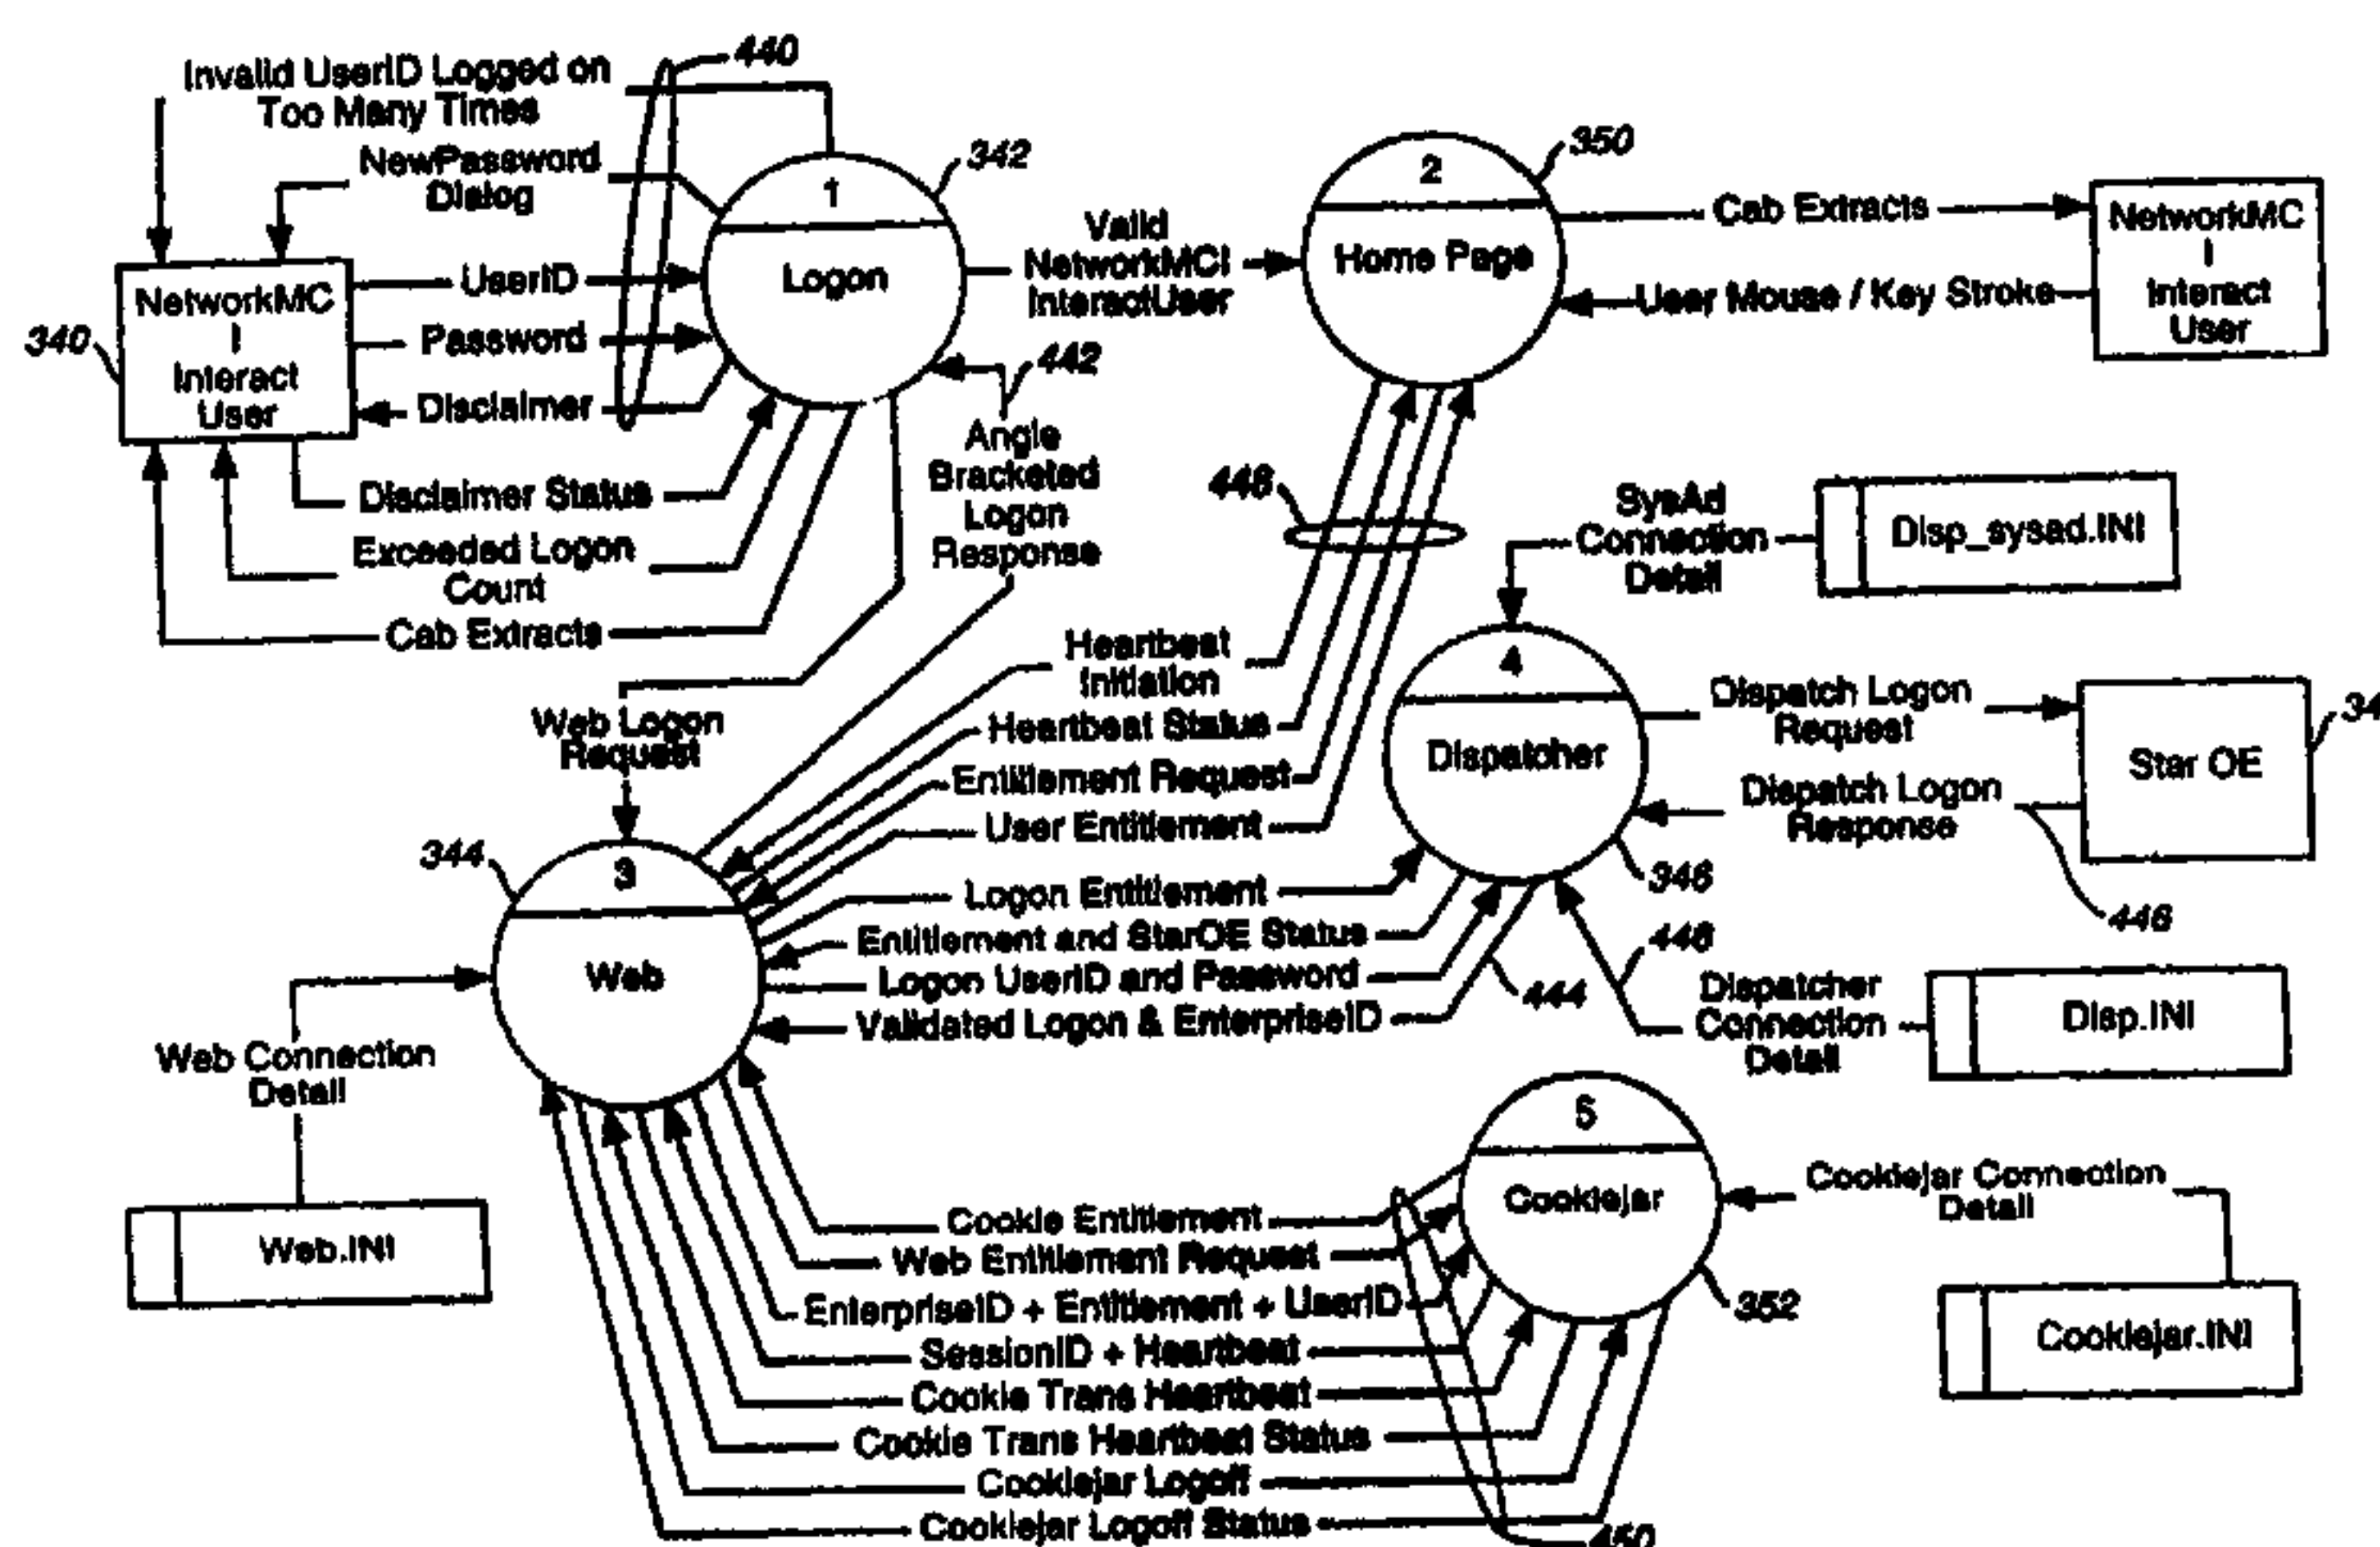 440
Invalid UserID Logged on
Too Many Times
NewPassword
Dialog
342
1
Logon
UserID
Password
Disclaimer
NetworkMC
I
Interact
User
340
Disclaimer Status
Exceeded Logon
Count
Cab Extracts
Valid
NetworkMCI
InteractUser
442
Angle
Bracketed
Logon
Response
350
2
Home Page
Cab Extracts
User Mouse / Key Stroke
NetworkMC
I
Interact
User
SysAd
Connection
Detail
Disp_sysad.INI
Heartbeat
Initiation
Heartbeat Status
Entitlement Request
User Entitlement
Web Logon
Request
4
Dispatcher
Dispatch Logon
Request
Dispatch Logon
Response
Star OE
344
3
Web
Logon Entitlement
Entitlement and StarOE Status
Logon UserID and Password
Validated Logon & EnterpriseID
444
Dispatcher
Connection
Detail
Disp.INI
Web Connection
Detail
Web.INI
5
Cookiejar
352
Cookiejar Connection
Detail
Cookiejar.INI
Cookie Entitlement
Web Entitlement Request
EnterpriseID + Entitlement + UserID
SessionID + Heartbeat
Cookie Trans Heartbeat
Cookie Trans Heartbeat Status
Cookiejar Logoff
Cookiejar Logoff Status
450